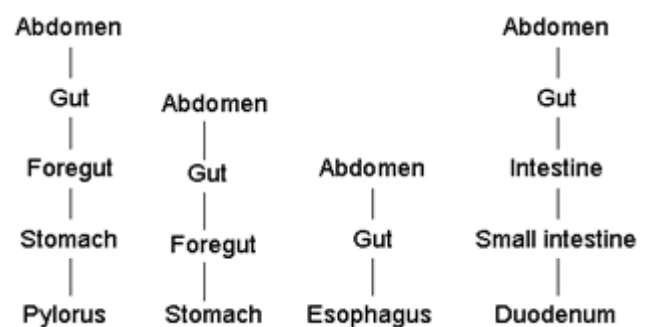 Abdomen
Gut
Foregut
Stomach
Pylorus
Abdomen
Gut
Foregut
Stomach
Abdomen
Gut
Esophagus
Abdomen
Gut
Intestine
Small intestine
Duodenum